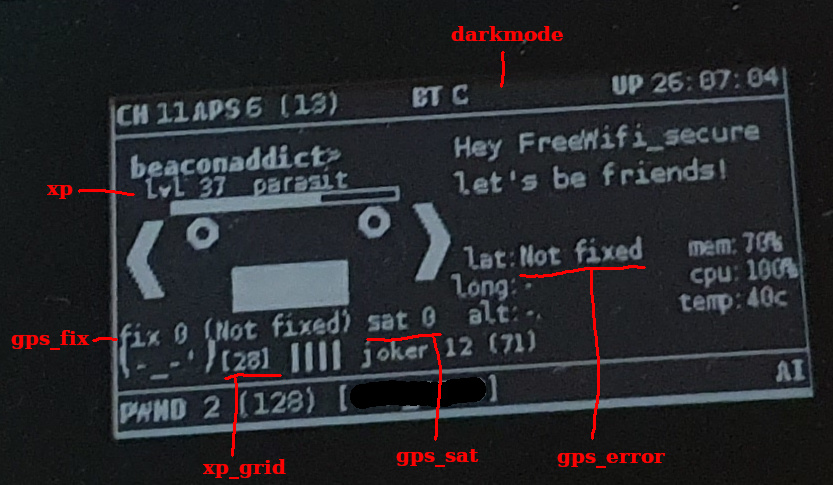 darkmode
CH 11 APS 6 (13) BT C UP 26:07:04
beaconaddict>
Hey FreeWifi_secure
let's be friends!
xp
Lvl 37 parasit
lat: Not fixed
long: -
alt: -
mem: 70%
cpu: 100%
temp: 40c
gps_fix
fix 0 (Not fixed) sat 0
(-_-') [28] |||| joker 12 (71)
PWND 2 (128) [ ]
AI
xp_grid
gps_sat
gps_error